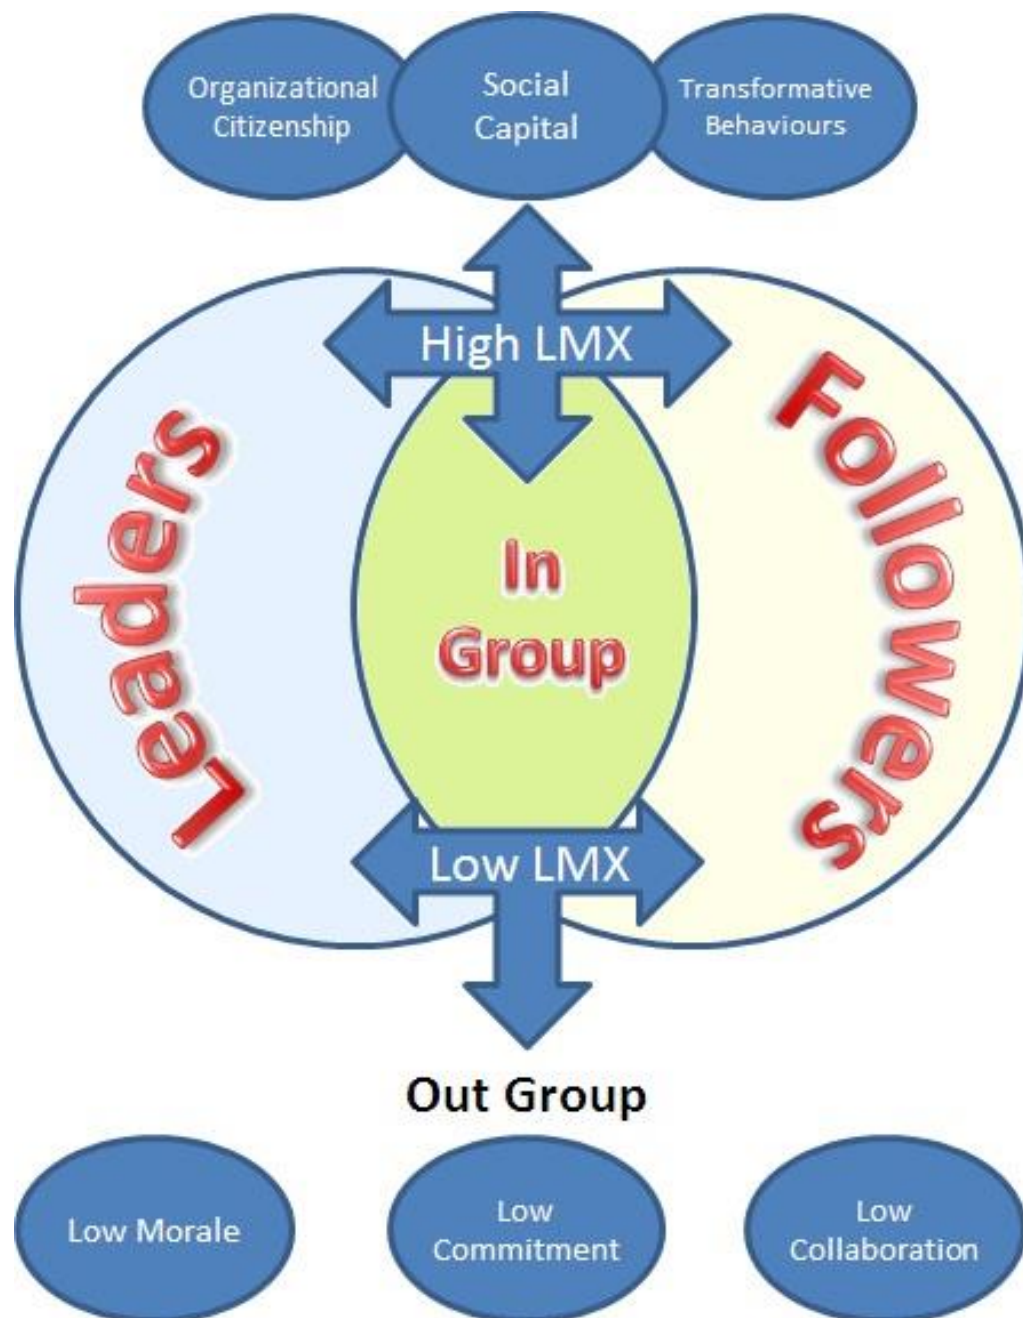 Organizational
Citizenship
Social
Capital
Transformative
Behaviours
High LMX
Leaders
In
Group
Followers
Low LMX
Out Group
Low Morale
Low
Commitment
Low
Collaboration